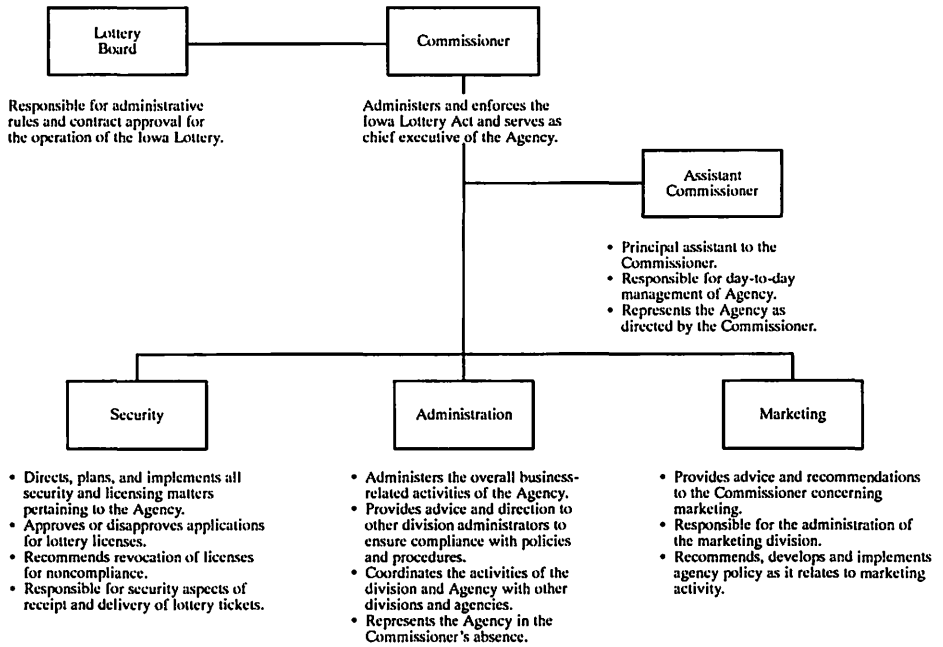 Lottery
Board
Commissioner
Responsible for administrative
rules and contract approval for
the operation of the Iowa Lottery.
Administers and enforces the
Iowa Lottery Act and serves as
chief executive of the Agency.
Assistant
Commissioner
• Principal assistant to the
Commissioner.
• Responsible for day-to-day
management of Agency.
• Represents the Agency as
directed by the Commissioner.
Security
• Directs, plans, and implements all
security and licensing matters
pertaining to the Agency.
• Approves or disapproves applications
for lottery licenses.
• Recommends revocation of licenses
for noncompliance.
• Responsible for security aspects of
receipt and delivery of lottery tickets.
Administration
• Administers the overall business-
related activities of the Agency.
• Provides advice and direction to
other division administrators to
ensure compliance with policies
and procedures.
• Coordinates the activities of the
division and Agency with other
divisions and agencies.
• Represents the Agency in the
Commissioner's absence.
Marketing
• Provides advice and recommendations
to the Commissioner concerning
marketing.
• Responsible for the administration of
the marketing division.
• Recommends, develops and implements
agency policy as it relates to marketing
activity.